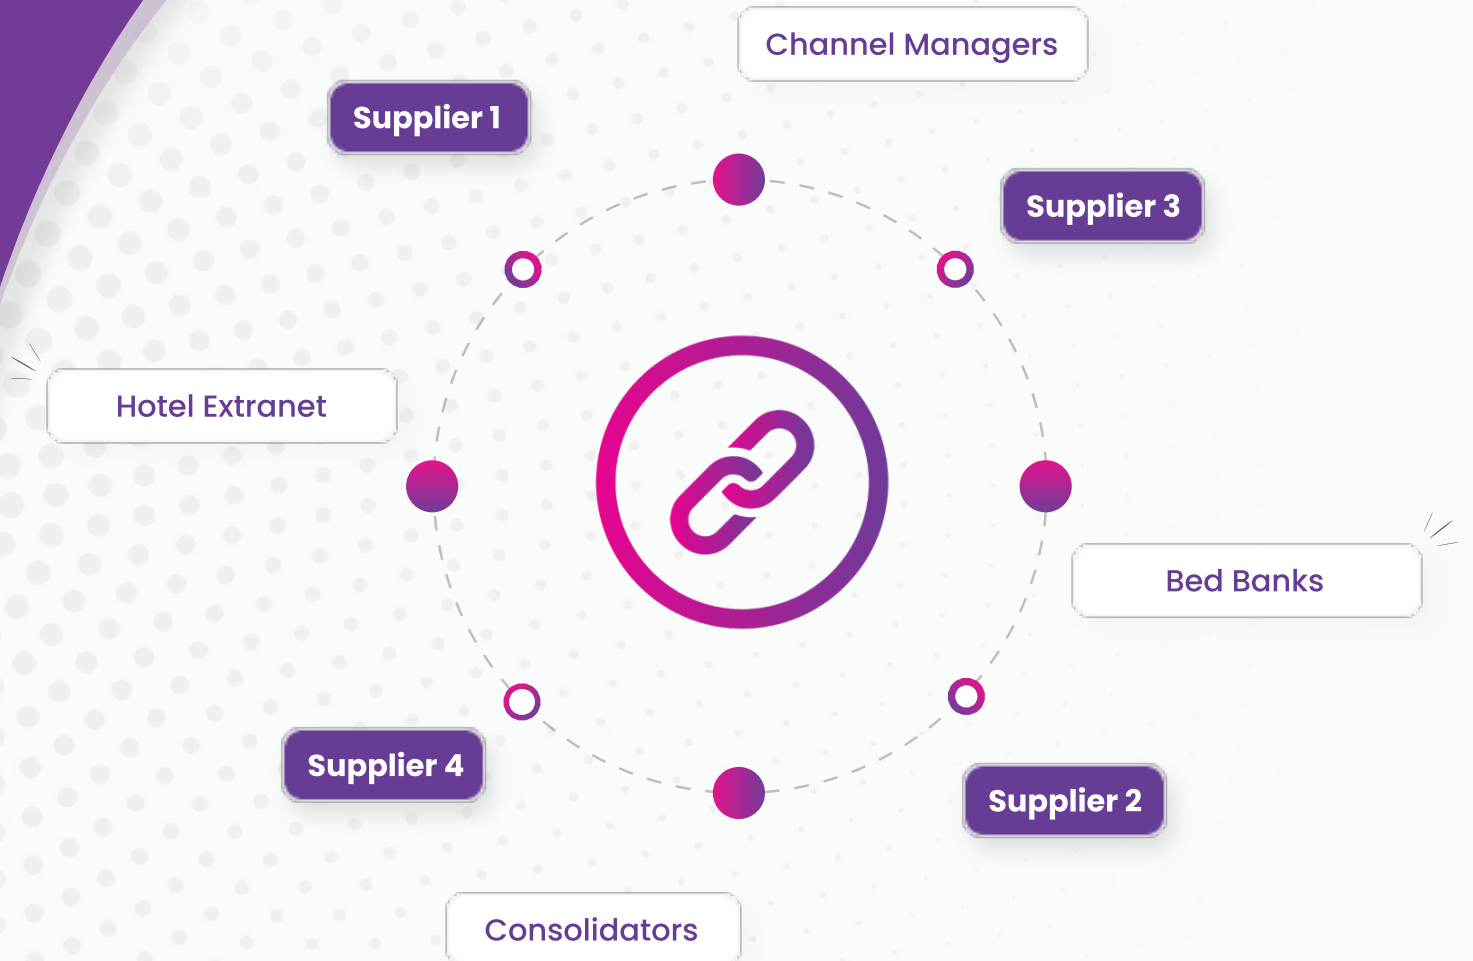 Channel Managers
Supplier 1
Supplier 3
Hotel Extranet
Bed Banks
Supplier 4
Supplier 2
Consolidators